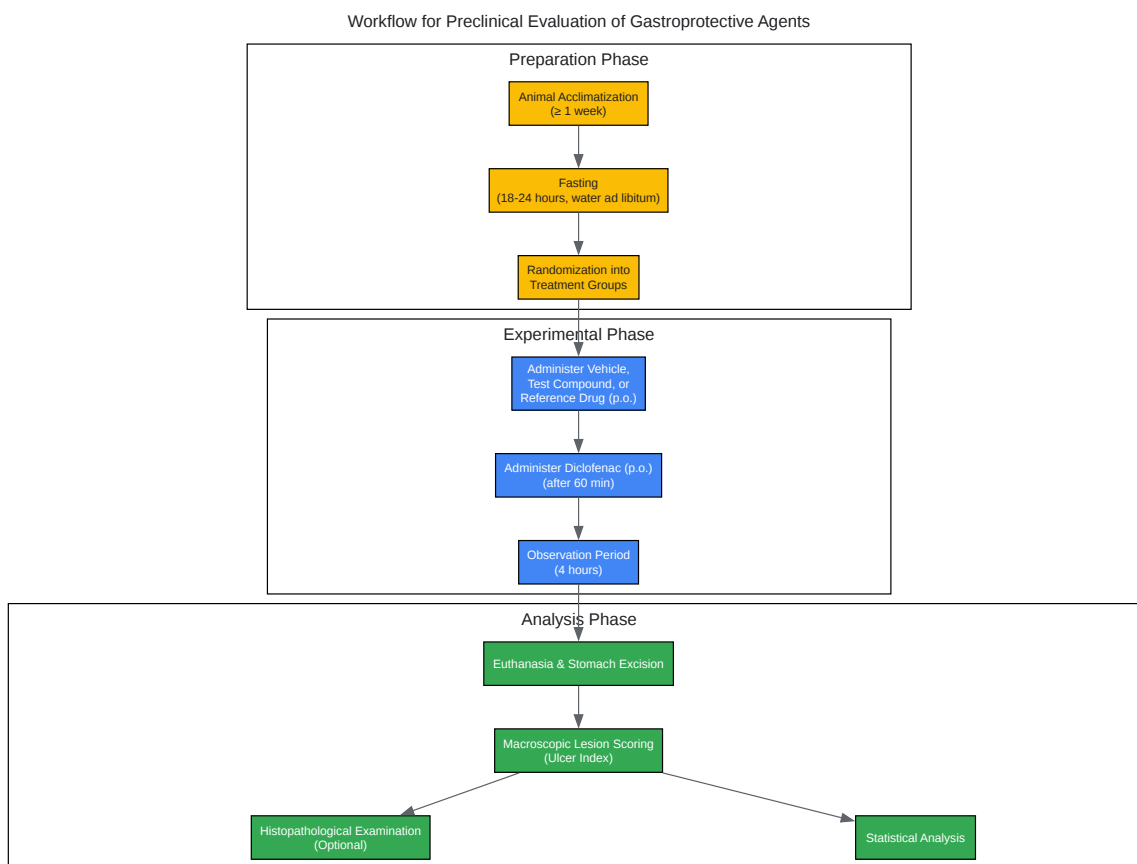 Workflow for Preclinical Evaluation of Gastroprotective Agents
Preparation Phase
Animal Acclimatization
(≥ 1 week)
Fasting
(18-24 hours, water ad libitum)
Randomization into
Treatment Groups
Experimental Phase
Administer Vehicle,
Test Compound, or
Reference Drug (p.o.)
Administer Diclofenac (p.o.)
(after 60 min)
Observation Period
(4 hours)
Analysis Phase
Euthanasia & Stomach Excision
Macroscopic Lesion Scoring
(Ulcer Index)
Histopathological Examination
(Optional)
Statistical Analysis